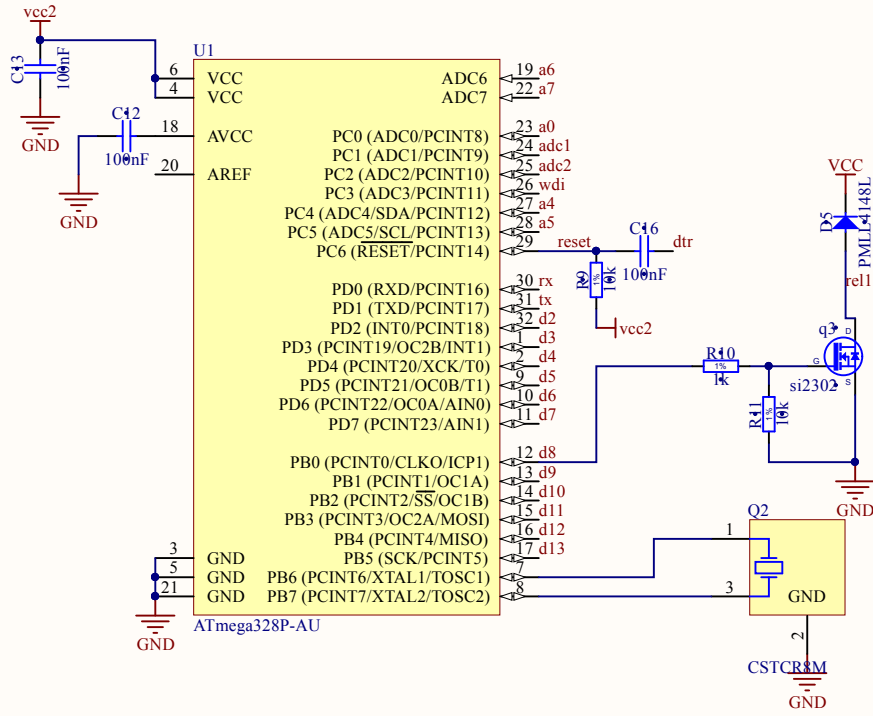 vcc2
C13
100nF
GND
C12
100nF
GND
U1
6 VCC
4 VCC
18 AVCC
20 AREF
3 GND
5 GND
21 GND
GND
ADC6 19 a6
ADC7 22 a7
PC0 (ADC0/PCINT8) 23 a0
PC1 (ADC1/PCINT9) 24 adc1
PC2 (ADC2/PCINT10) 25 adc2
PC3 (ADC3/PCINT11) 26 wdi
PC4 (ADC4/SDA/PCINT12) 27 a4
PC5 (ADC5/SCL/PCINT13) 28 a5
PC6 (RESET/PCINT14) 29 reset
PD0 (RXD/PCINT16) 30 rx
PD1 (TXD/PCINT17) 31 tx
PD2 (INT0/PCINT18) 32 d2
PD3 (PCINT19/OC2B/INT1) 1 d3
PD4 (PCINT20/XCK/T0) 2 d4
PD5 (PCINT21/OC0B/T1) 9 d5
PD6 (PCINT22/OC0A/AIN0) 10 d6
PD7 (PCINT23/AIN1) 11 d7
PB0 (PCINT0/CLKO/ICP1) 12 d8
PB1 (PCINT1/OC1A) 13 d9
PB2 (PCINT2/SS/OC1B) 14 d10
PB3 (PCINT3/OC2A/MOSI) 15 d11
PB4 (PCINT4/MISO) 16 d12
PB5 (SCK/PCINT5) 17 d13
PB6 (PCINT6/XTAL1/TOSC1) 7
PB7 (PCINT7/XTAL2/TOSC2) 8
ATmega328P-AU
C16
100nF
dtr
R9
1%
10k
vcc2
VCC
D5
PMLL4148L
rel1
q3
D
G
S
si2302
R10
1%
1k
R11
1%
10k
GND
Q2
1
3
GND
2
CSTCR8M
GND